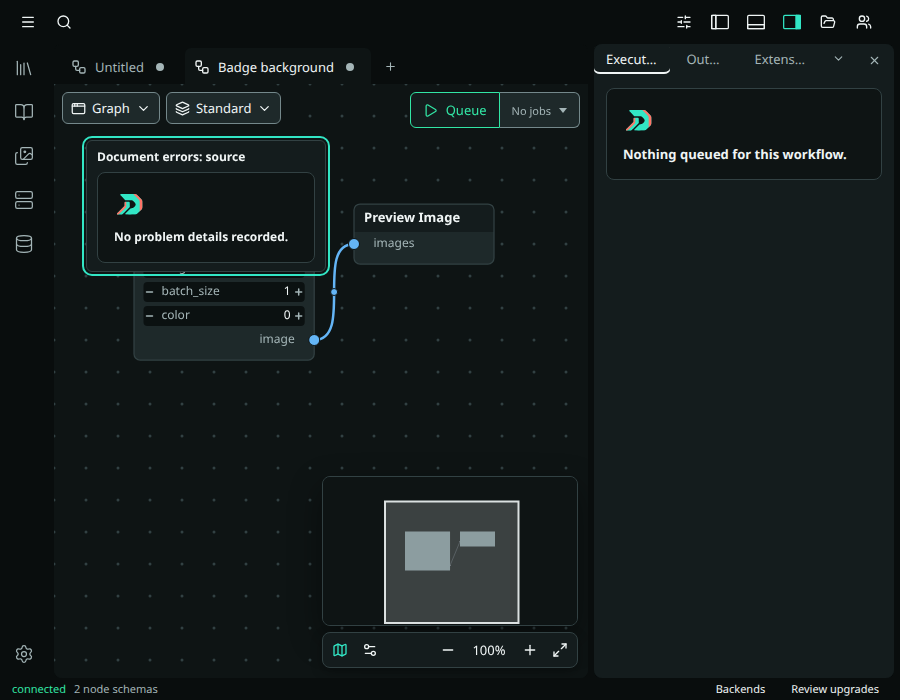 Untitled
Badge background
Execut...
Out...
Extens...
Graph
Standard
Queue
No jobs
Nothing queued for this workflow.
Document errors: source
No problem details recorded.
Preview Image
images
batch_size
1
color
0
image
100%
connected
2 node schemas
Backends
Review upgrades